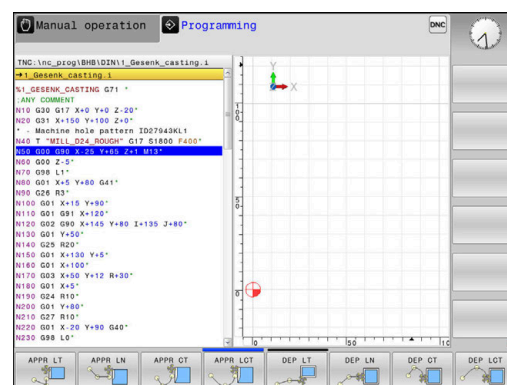 Manual operation
Programming
DNC
TNC:\nc_prog\BHB\DIN\1_Gesenk_casting.i
→1_Gesenk_casting.i
%1_GESENK_CASTING G71 *
;ANY COMMENT
N10 G30 G17 X+0 Y+0 Z-20*
N20 G31 X+150 Y+100 Z+0*
* - Machine hole pattern ID27943KL1
N40 T "MILL_D24_ROUGH" G17 S1800 F400*
N50 G00 G90 X-25 Y+65 Z+1 M13*
N60 G00 Z-5*
N70 G98 L1*
N80 G01 X+5 Y+80 G41*
N90 G26 R3*
N100 G01 X+15 Y+90*
N110 G01 G91 X+120*
N120 G02 G90 X+145 Y+80 I+135 J+80*
N130 G01 Y+50*
N140 G25 R20*
N150 G01 X+130 Y+5*
N160 G01 X+100*
N170 G03 X+50 Y+12 R+30*
N180 G01 X+5*
N190 G24 R10*
N200 G01 Y+80*
N210 G27 R10*
N220 G01 X-20 Y+90 G40*
N230 G98 L0*
Y
X
100
50
0
0
50
10
APPR LT
APPR LN
APPR CT
APPR LCT
DEP LT
DEP LN
DEP CT
DEP LCT